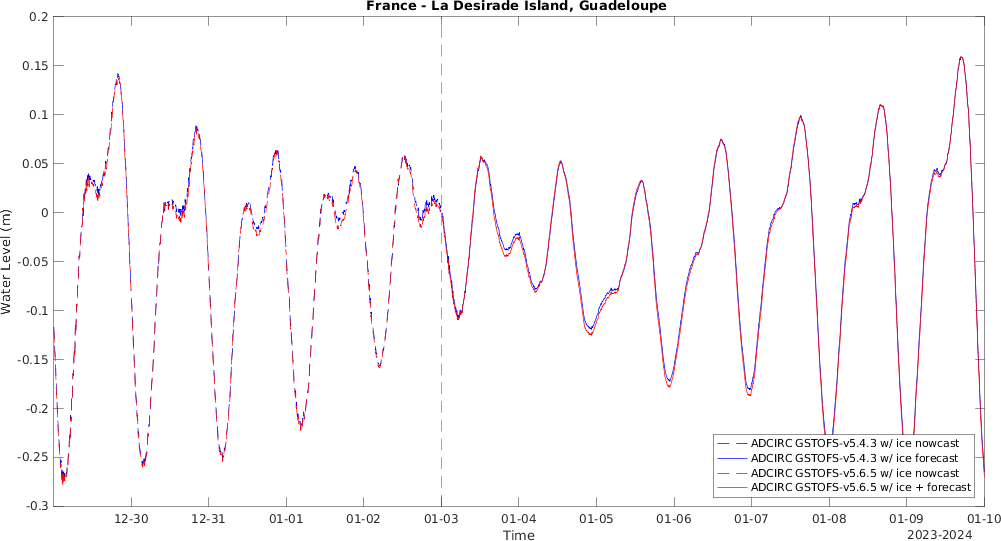 France - La Desirade Island, Guadeloupe
Water Level (m)
0.2
0.15
0.1
0.05
0
-0.05
-0.1
-0.15
-0.2
-0.25
-0.3
12-30 12-31 01-01 01-02 01-03 01-04 01-05 01-06 01-07 01-08 01-09 01-10
Time
2023-2024
ADCIRC GSTOFS-v5.4.3 w/ ice nowcast
ADCIRC GSTOFS-v5.4.3 w/ ice forecast
ADCIRC GSTOFS-v5.6.5 w/ ice nowcast
ADCIRC GSTOFS-v5.6.5 w/ ice + forecast